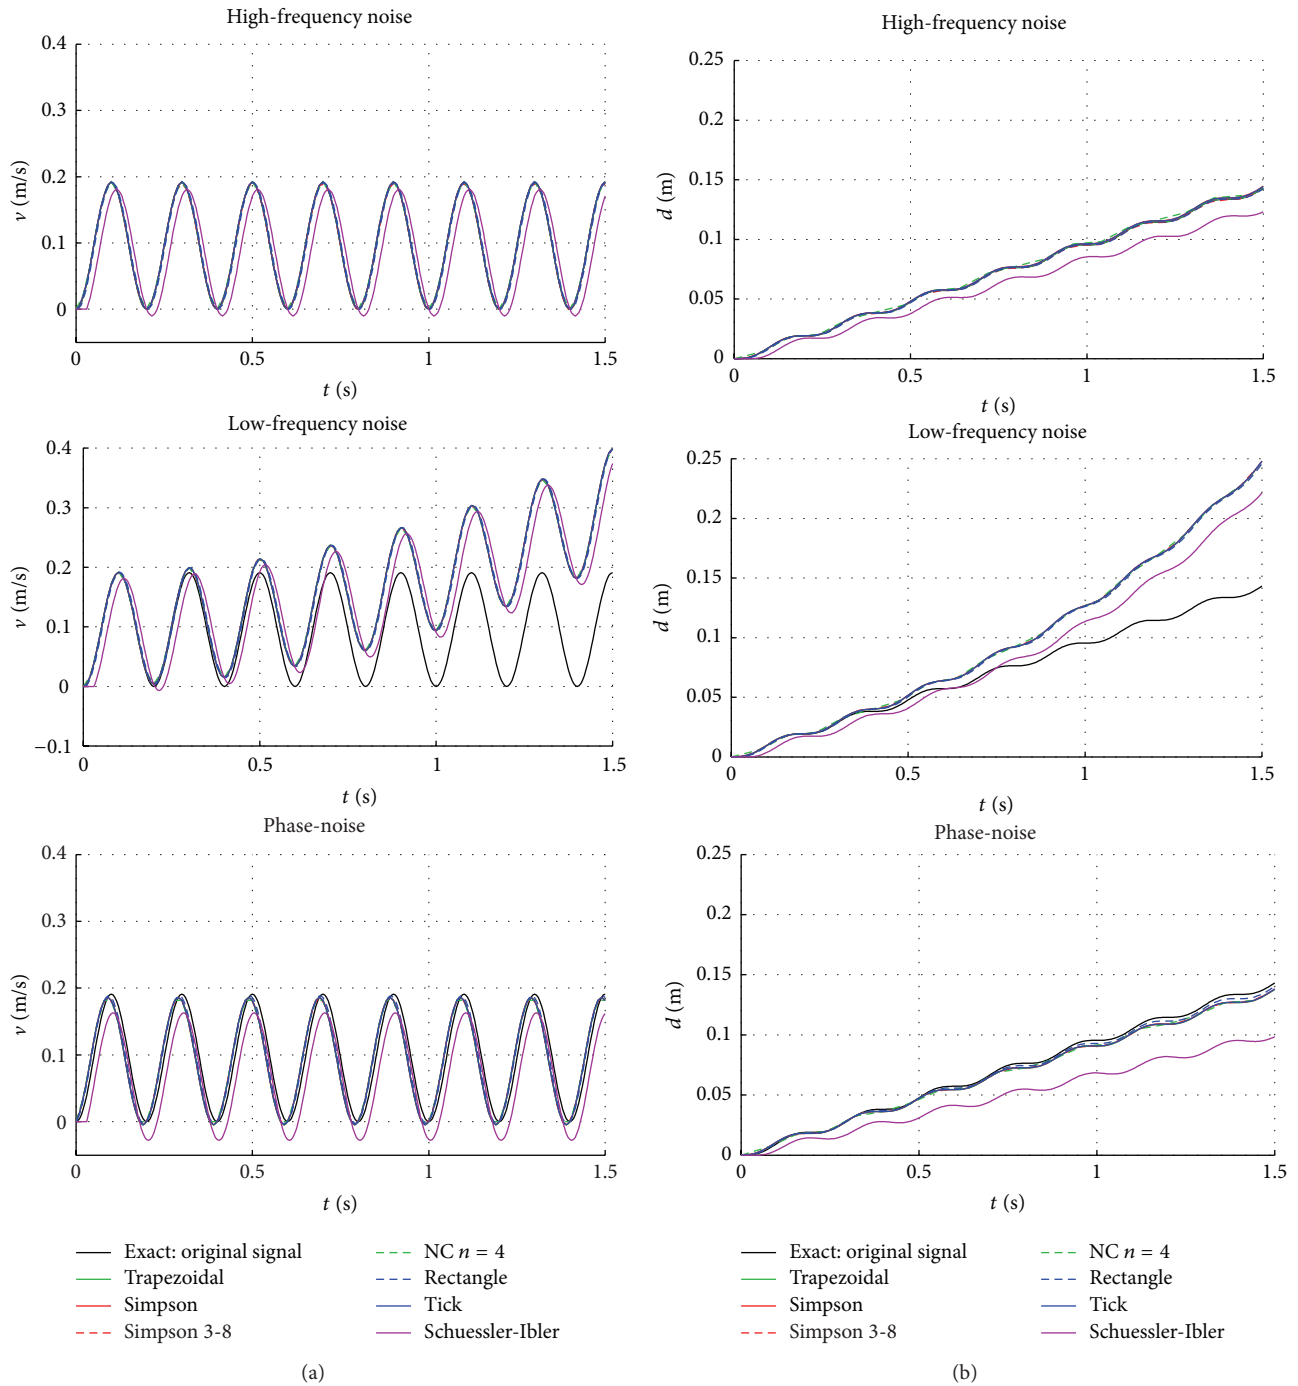 High-frequency noise
0.4
0.3
0.2
0.1
0
v (m/s)
0
0.5
1
1.5
t (s)
Low-frequency noise
0.4
0.3
0.2
0.1
0
−0.1
v (m/s)
0
0.5
1
1.5
t (s)
Phase-noise
0.4
0.3
0.2
0.1
0
v (m/s)
0
0.5
1
1.5
t (s)
Exact: original signal
Trapezoidal
Simpson
Simpson 3-8
NC n = 4
Rectangle
Tick
Schuessler-Ibler
(a)
High-frequency noise
0.25
0.2
0.15
0.1
0.05
0
d (m)
0
0.5
1
1.5
t (s)
Low-frequency noise
0.25
0.2
0.15
0.1
0.05
0
d (m)
0
0.5
1
1.5
t (s)
Phase-noise
0.25
0.2
0.15
0.1
0.05
0
d (m)
0
0.5
1
1.5
t (s)
Exact: original signal
Trapezoidal
Simpson
Simpson 3-8
NC n = 4
Rectangle
Tick
Schuessler-Ibler
(b)